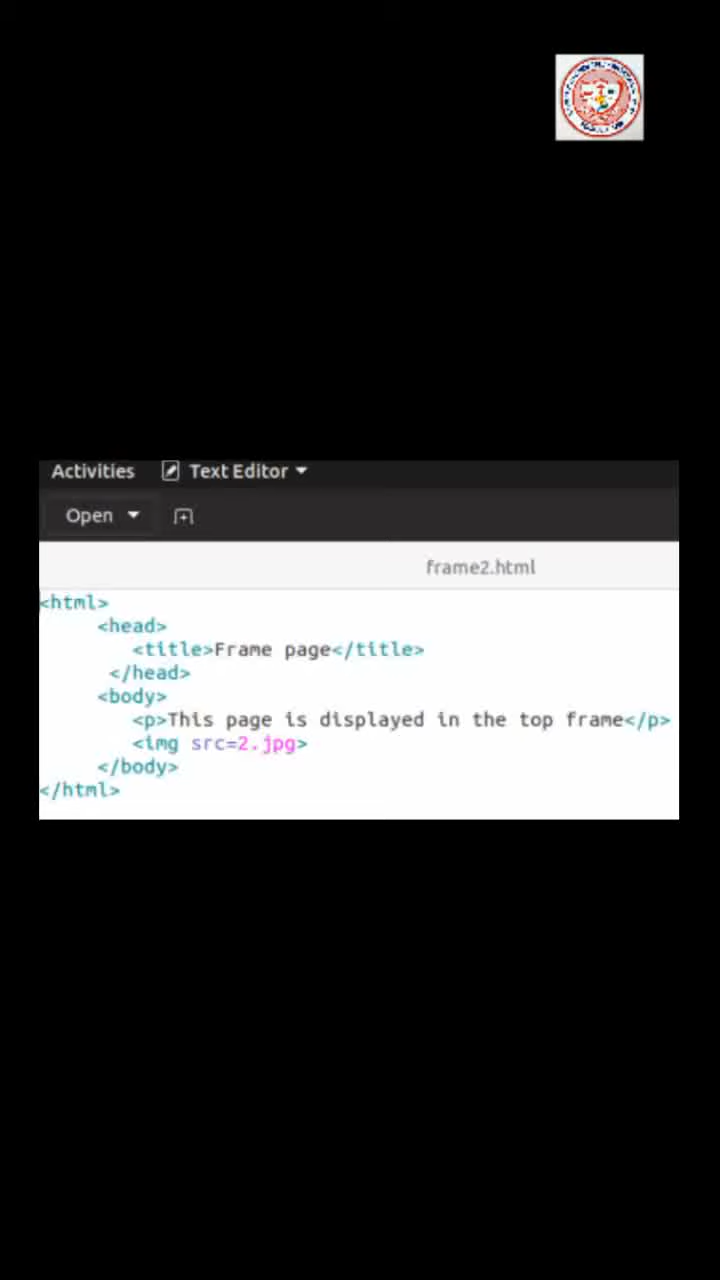 Activities Text Editor
Open
frame2.html
<html>
<head>
<title>Frame page</title>
</head>
<body>
<p>This page is displayed in the top frame</p>
<img src=2.jpg>
</body>
</html>